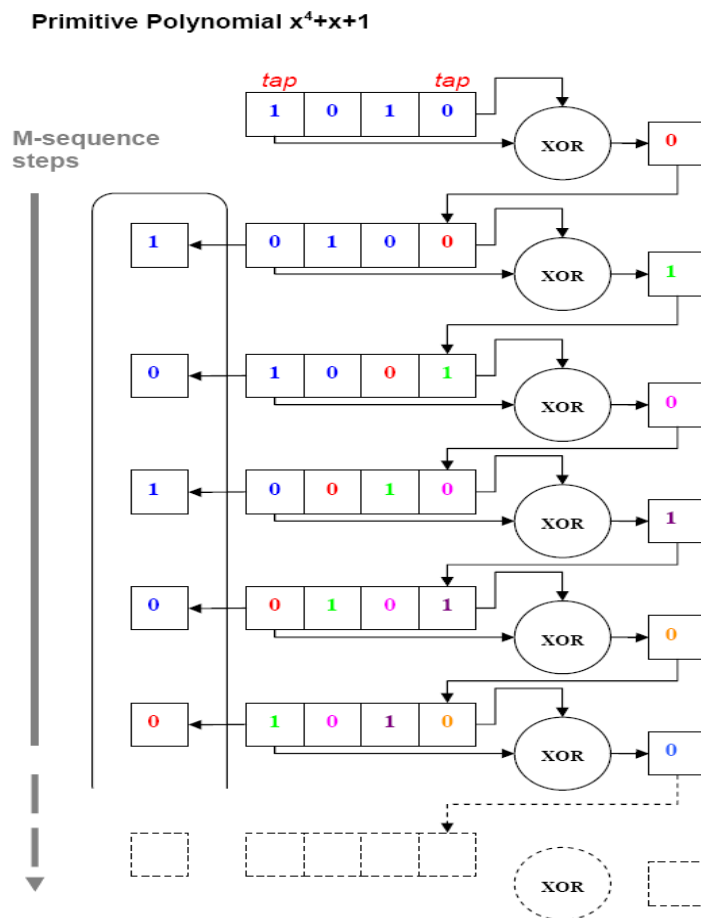 Primitive Polynomial x⁴+x+1
tap tap
1 0 1 0 XOR 0
M-sequence
steps
1 0 1 0 0 XOR 1
0 1 0 0 1 XOR 0
1 0 0 1 0 XOR 1
0 0 1 0 1 XOR 0
0 1 0 1 0 XOR 0
XOR